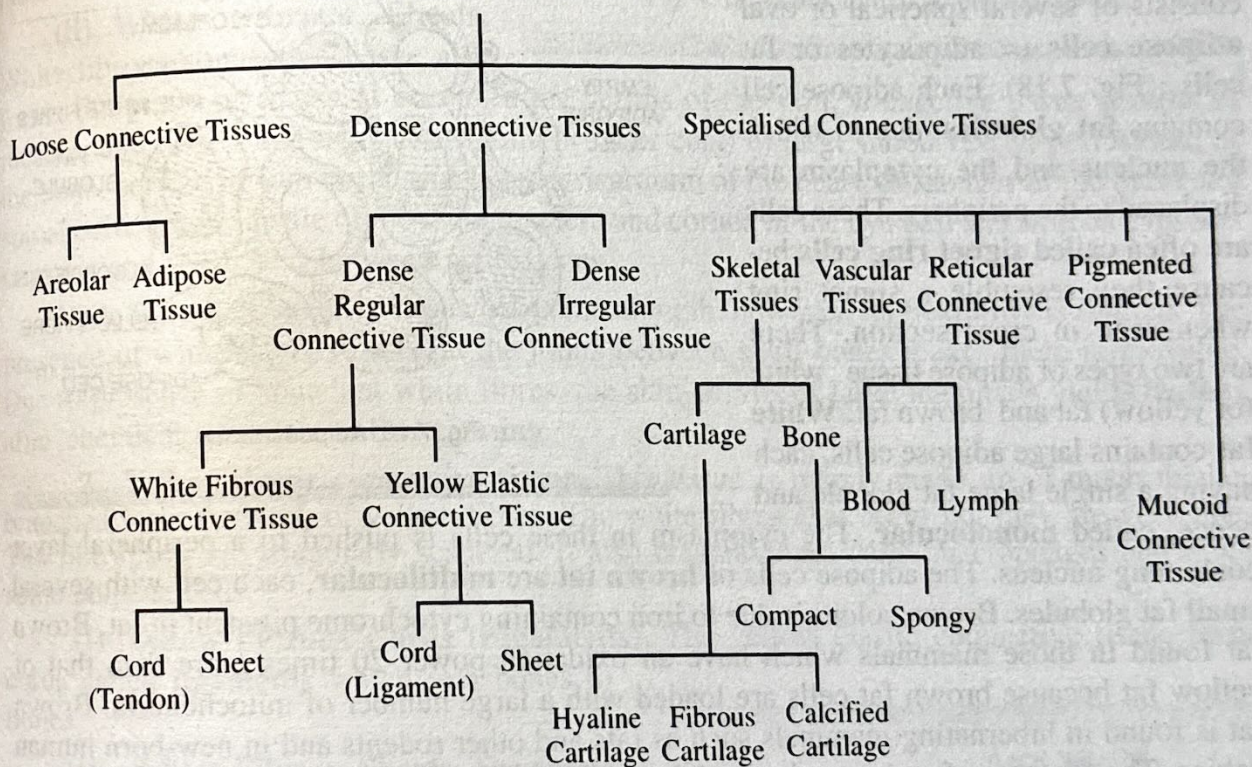 Loose Connective Tissues
Dense connective Tissues
Specialised Connective Tissues
Areolar
Tissue
Adipose
Tissue
Dense
Regular
Connective Tissue
Dense
Irregular
Connective Tissue
Skeletal
Tissues
Vascular
Tissues
Reticular
Connective
Tissue
Pigmented
Connective
Tissue
White Fibrous
Connective Tissue
Yellow Elastic
Connective Tissue
Cartilage
Bone
Blood
Lymph
Mucoid
Connective
Tissue
Cord
(Tendon)
Sheet
Cord
(Ligament)
Sheet
Compact
Spongy
Hyaline
Cartilage
Fibrous
Cartilage
Calcified
Cartilage